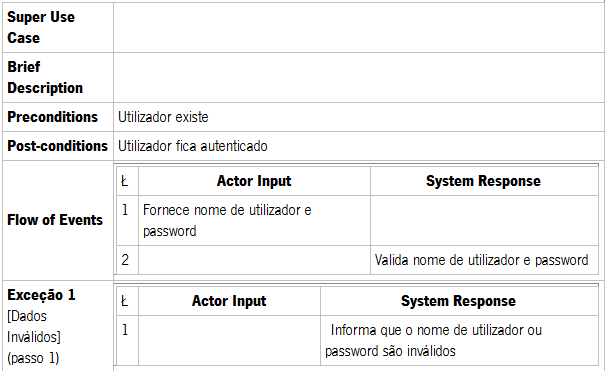 Super Use
Case
Brief
Description
Preconditions Utilizador existe
Post-conditions Utilizador fica autenticado
Flow of Events
Ł Actor Input System Response
1 Fornece nome de utilizador e
password
2 Valida nome de utilizador e password
Exceção 1
[Dados
Inválidos]
(passo 1)
Ł Actor Input System Response
1 Informa que o nome de utilizador ou
password são inválidos